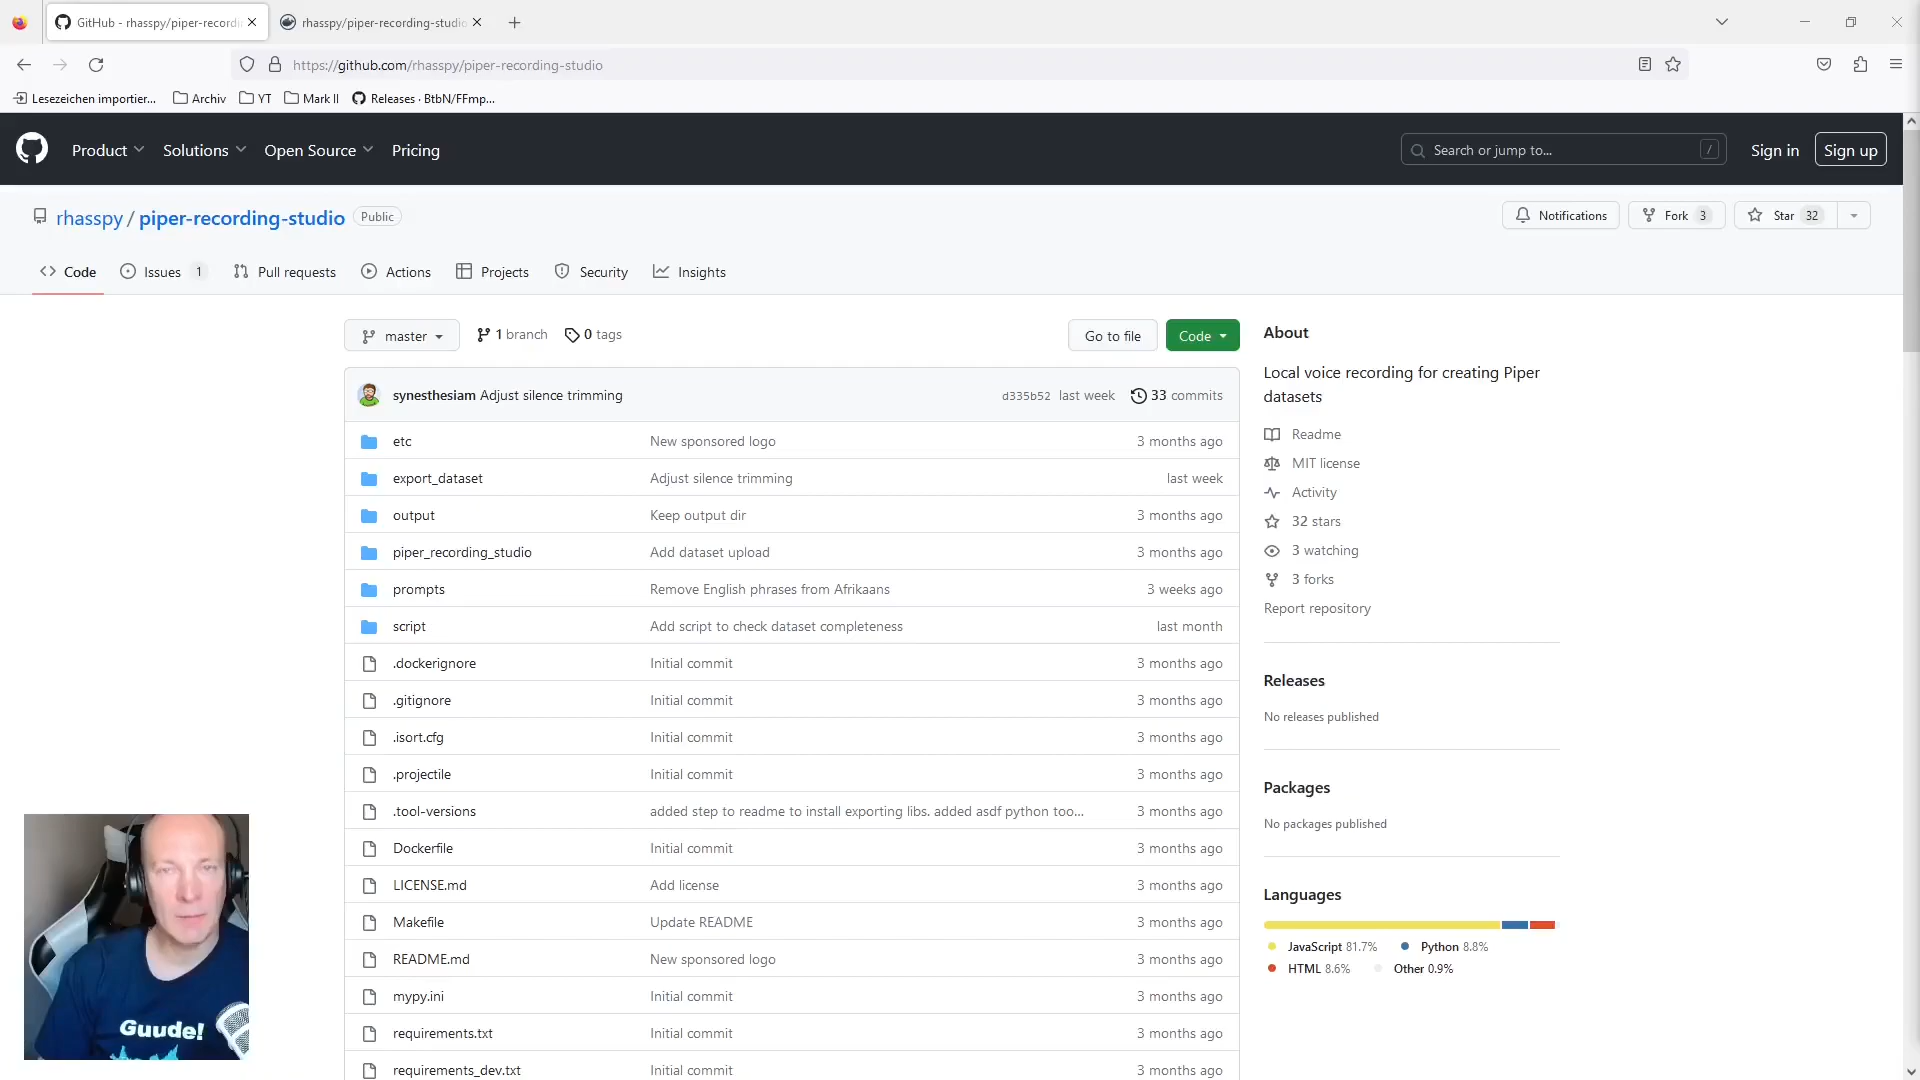 GitHub - rhasspy/piper-recordi
rhasspy/piper-recording-studio
https://github.com/rhasspy/piper-recording-studio
Lesezeichen importier...
Archiv
YT
Mark II
Releases · BtbN/FFmp...
Product
Solutions
Open Source
Pricing
Search or jump to...
/
Sign in
Sign up
rhasspy / piper-recording-studio
Public
Notifications
Fork 3
Star 32
Code
Issues 1
Pull requests
Actions
Projects
Security
Insights
master
1 branch
0 tags
Go to file
Code
synesthesiam Adjust silence trimming
d335b52 last week
33 commits
etc New sponsored logo 3 months ago
export_dataset Adjust silence trimming last week
output Keep output dir 3 months ago
piper_recording_studio Add dataset upload 3 months ago
prompts Remove English phrases from Afrikaans 3 weeks ago
script Add script to check dataset completeness last month
.dockerignore Initial commit 3 months ago
.gitignore Initial commit 3 months ago
.isort.cfg Initial commit 3 months ago
.projectile Initial commit 3 months ago
.tool-versions added step to readme to install exporting libs. added asdf python too... 3 months ago
Dockerfile Initial commit 3 months ago
LICENSE.md Add license 3 months ago
Makefile Update README 3 months ago
README.md New sponsored logo 3 months ago
mypy.ini Initial commit 3 months ago
requirements.txt Initial commit 3 months ago
requirements_dev.txt Initial commit 3 months ago
About
Local voice recording for creating Piper
datasets
Readme
MIT license
Activity
32 stars
3 watching
3 forks
Report repository
Releases
No releases published
Packages
No packages published
Languages
JavaScript 81.7%
Python 8.8%
HTML 8.6%
Other 0.9%
Guude!